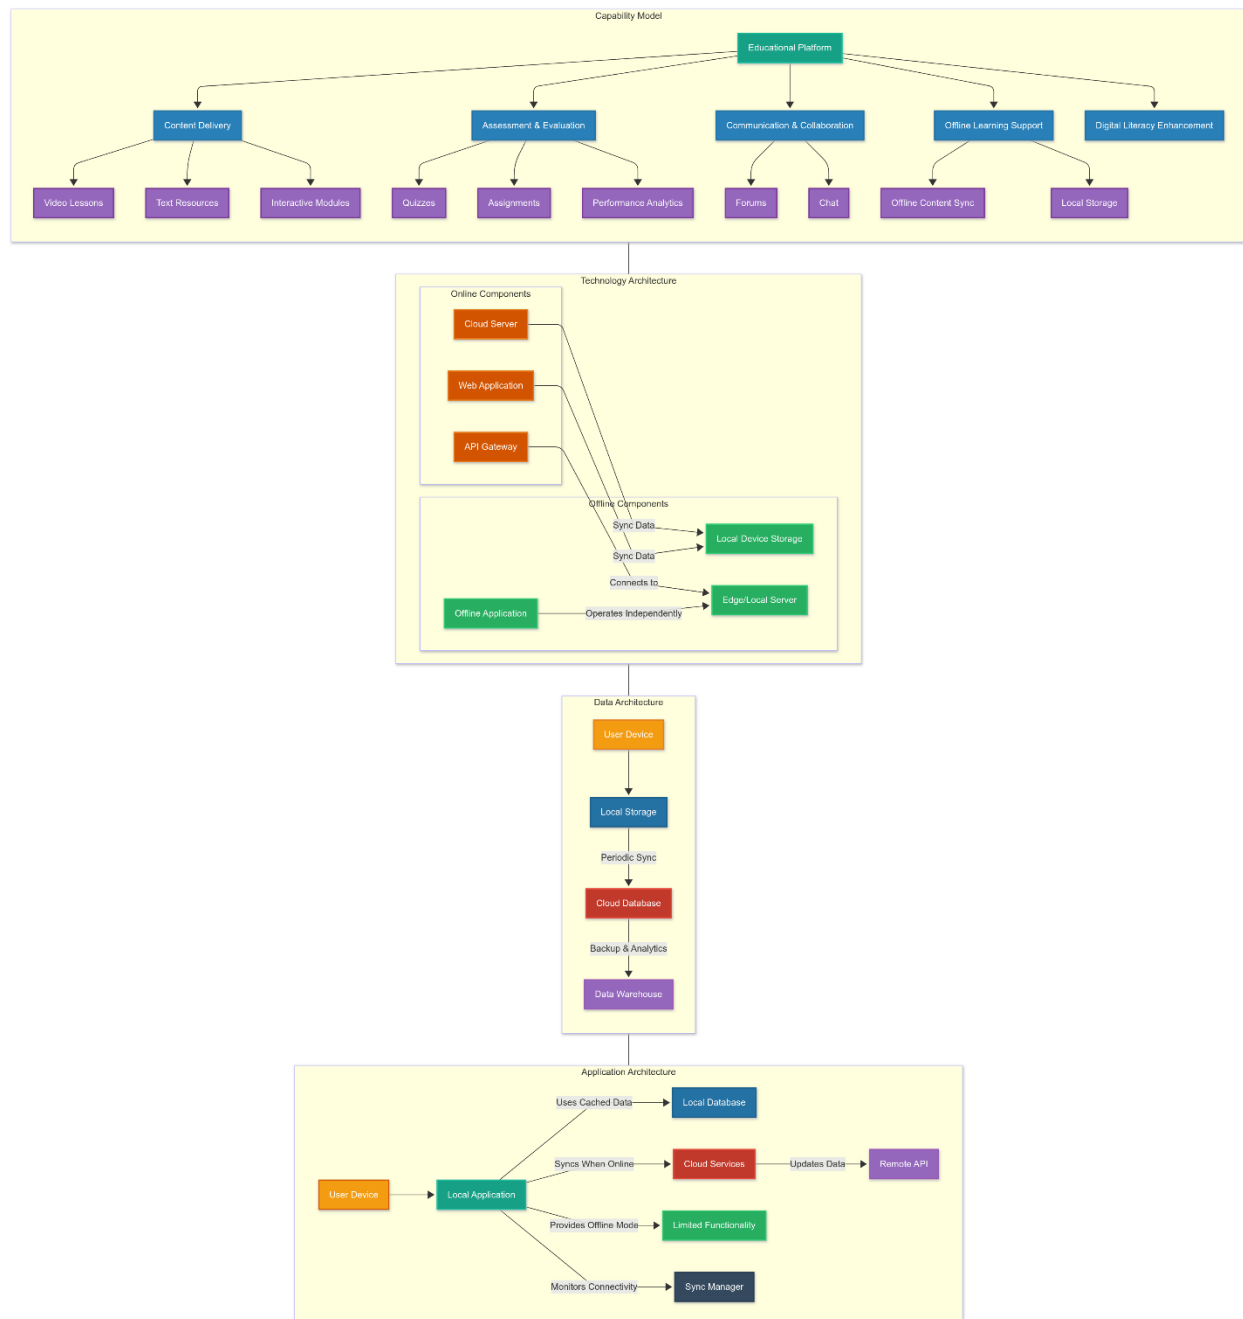 Capability Model
Educational Platform
Content Delivery
Assessment & Evaluation
Communication & Collaboration
Offline Learning Support
Digital Literacy Enhancement
Video Lessons
Text Resources
Interactive Modules
Quizzes
Assignments
Performance Analytics
Forums
Chat
Offline Content Sync
Local Storage
Technology Architecture
Online Components
Cloud Server
Web Application
API Gateway
Offline Components
Sync Data
Local Device Storage
Sync Data
Connects to
Edge/Local Server
Offline Application
Operates Independently
Data Architecture
User Device
Local Storage
Periodic Sync
Cloud Database
Backup & Analytics
Data Warehouse
Application Architecture
Uses Cached Data
Local Database
Syncs When Online
Cloud Services
Updates Data
Remote API
User Device
Local Application
Provides Offline Mode
Limited Functionality
Monitors Connectivity
Sync Manager